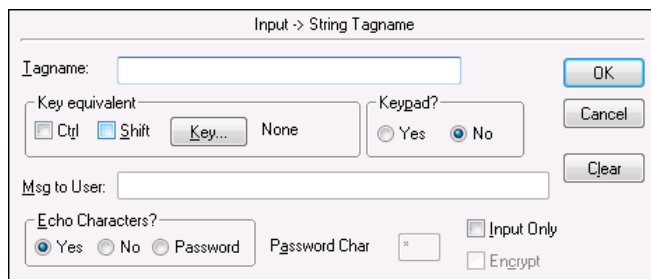 Input -> String Tagname
Tagname:
OK
Key equivalent
Keypad?
Ctrl
Shift
Key...
None
Yes
No
Cancel
Clear
Msg to User:
Echo Characters?
Yes
No
Password
Password Char
*
Input Only
Encrypt